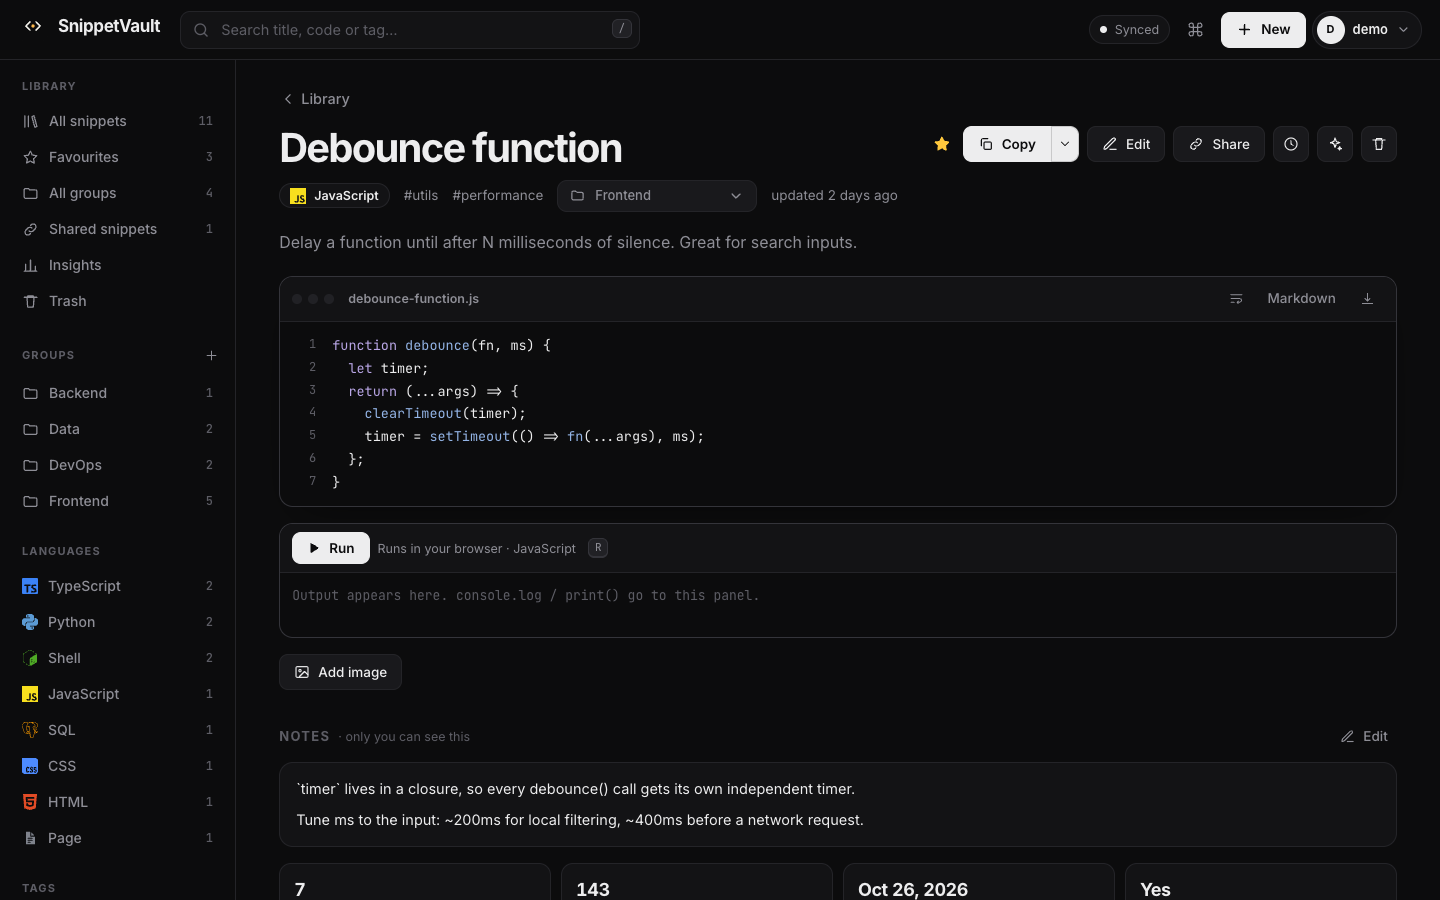 SnippetVault
Search title, code or tag...
/
Synced
⌘
New
D
demo
LIBRARY
All snippets 11
Favourites 3
All groups 4
Shared snippets 1
Insights
Trash
GROUPS
Backend 1
Data 2
DevOps 2
Frontend 5
LANGUAGES
TS TypeScript 2
Python 2
Shell 2
JS JavaScript 1
SQL 1
CSS CSS 1
HTML 1
Page 1
TAGS
Library
Debounce function
Copy
Edit
Share
JS JavaScript
#utils
#performance
Frontend
updated 2 days ago
Delay a function until after N milliseconds of silence. Great for search inputs.
debounce-function.js
Markdown
1 function debounce(fn, ms) {
2   let timer;
3   return (...args) => {
4     clearTimeout(timer);
5     timer = setTimeout(() => fn(...args), ms);
6   };
7 }
Run
Runs in your browser · JavaScript
R
Output appears here. console.log / print() go to this panel.
Add image
NOTES · only you can see this
Edit
`timer` lives in a closure, so every debounce() call gets its own independent timer.
Tune ms to the input: ~200ms for local filtering, ~400ms before a network request.
7
143
Oct 26, 2026
Yes